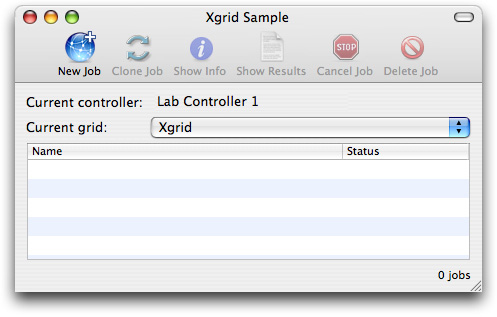 Xgrid Sample
New Job Clone Job Show Info Show Results Cancel Job Delete Job
STOP
Current controller: Lab Controller 1
Current grid: Xgrid
Name Status
0 jobs